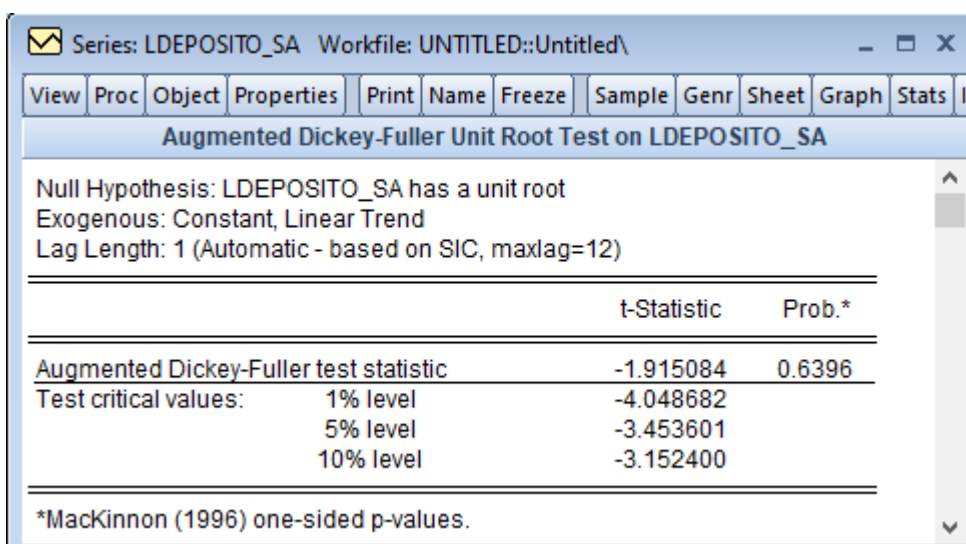 Series: LDEPOSITO_SA Workfile: UNTITLED::Untitled\
View Proc Object Properties Print Name Freeze Sample Genr Sheet Graph Stats
Augmented Dickey-Fuller Unit Root Test on LDEPOSITO_SA
Null Hypothesis: LDEPOSITO_SA has a unit root
Exogenous: Constant, Linear Trend
Lag Length: 1 (Automatic - based on SIC, maxlag=12)
t-Statistic Prob.*
Augmented Dickey-Fuller test statistic -1.915084 0.6396
Test critical values: 1% level -4.048682
5% level -3.453601
10% level -3.152400
*MacKinnon (1996) one-sided p-values.